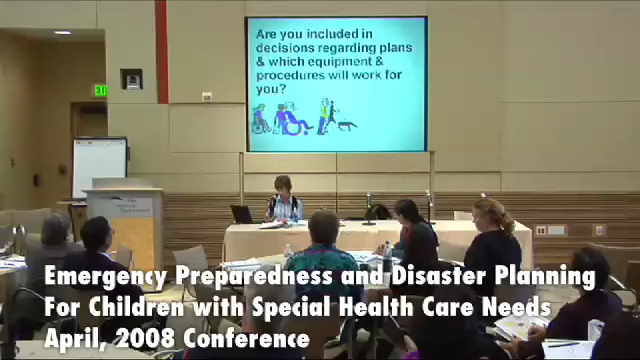 Are you included in
decisions regarding plans
& which equipment &
procedures will work for
you?
Emergency Preparedness and Disaster Planning
For Children with Special Health Care Needs
April, 2008 Conference